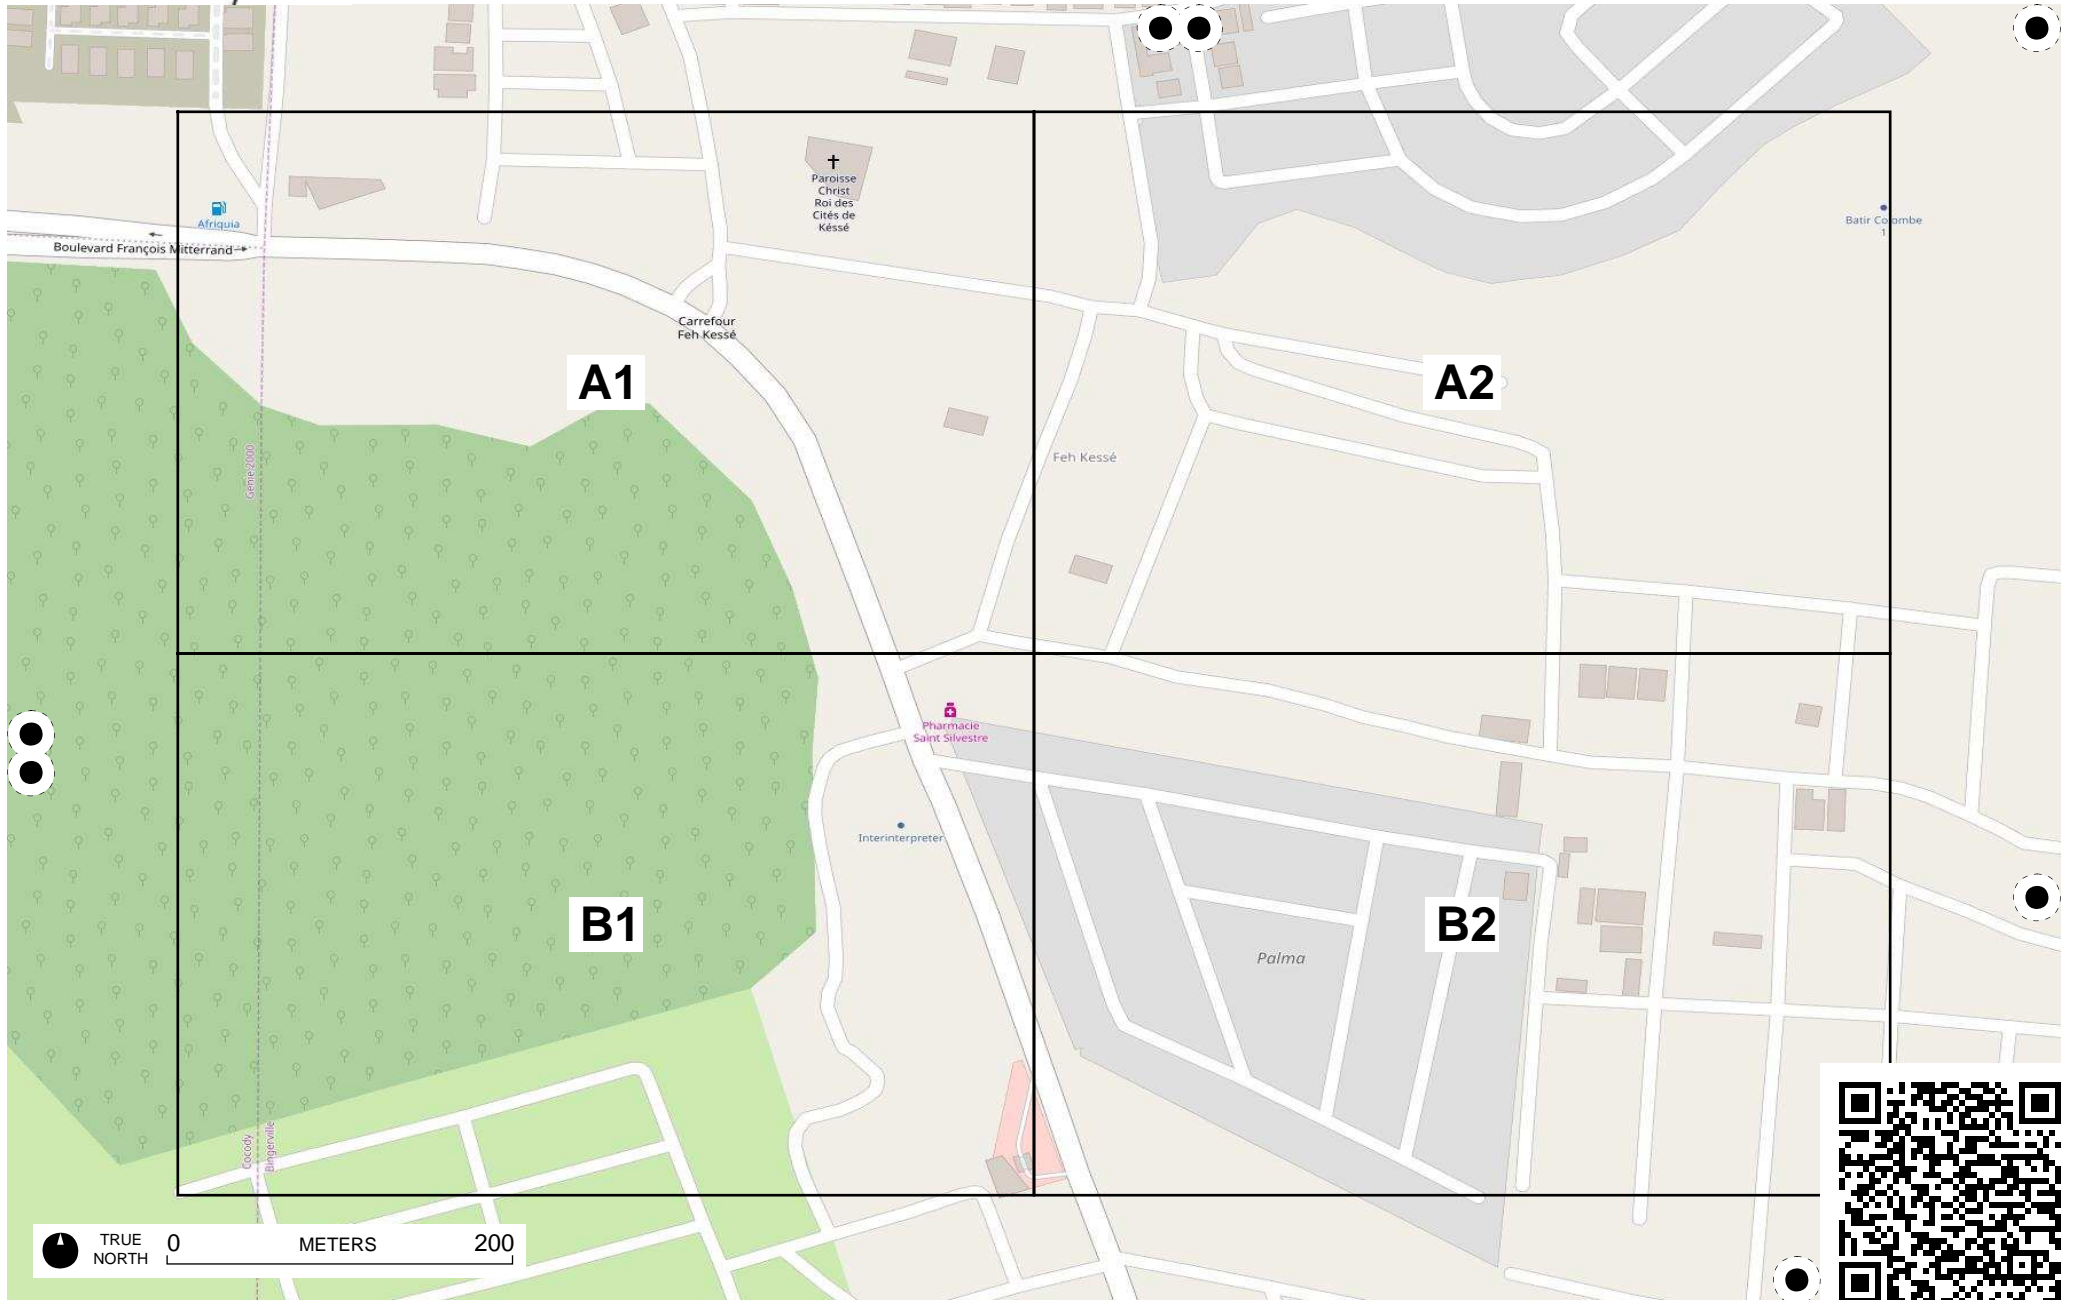 Paroisse
Christ
Roi des
Cités de
Késsé
Afriquia
Batir Colombe
1
Boulevard François Mitterrand
Carrefour
Feh Kessé
A1
A2
Feh Kessé
Genie 2000
Pharmacie
Saint Silvestre
Interinterpreter
B1
B2
Palma
Cocody
Bingerville
TRUE
NORTH
0
METERS
200